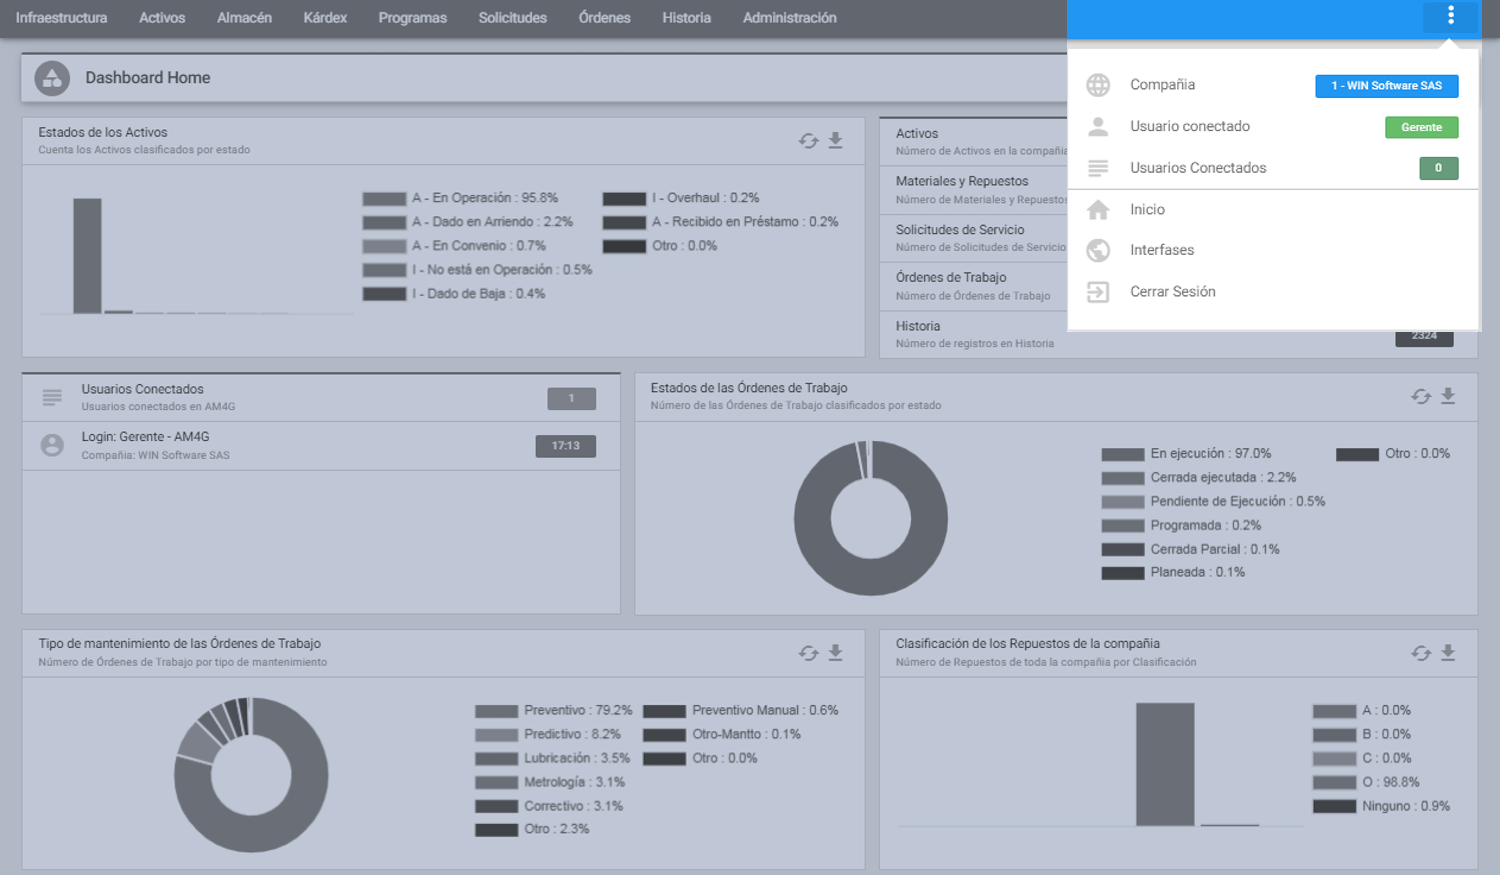 Infraestructura Activos Almacén Kárdex Programas Solicitudes Órdenes Historia Administración
Dashboard Home
Compañia 1 - WIN Software SAS
Usuario conectado Gerente
Usuarios Conectados 0
Inicio
Interfases
Cerrar Sesión
Estados de los Activos
Cuenta los Activos clasificados por estado
A - En Operación : 95.8%
A - Dado en Arriendo : 2.2%
A - En Convenio : 0.7%
I - No está en Operación : 0.5%
I - Dado de Baja : 0.4%
I - Overhaul : 0.2%
A - Recibido en Préstamo : 0.2%
Otro : 0.0%
Activos
Número de Activos en la compañia
Materiales y Repuestos
Número de Materiales y Repuestos
Solicitudes de Servicio
Número de Solicitudes de Servicio
Órdenes de Trabajo
Número de Órdenes de Trabajo
Historia
Número de registros en Historia
2324
Usuarios Conectados
Usuarios conectados en AM4G
1
Login: Gerente - AM4G
Compañia: WIN Software SAS
17:13
Estados de las Órdenes de Trabajo
Número de las Órdenes de Trabajo clasificados por estado
En ejecución : 97.0%
Cerrada ejecutada : 2.2%
Pendiente de Ejecución : 0.5%
Programada : 0.2%
Cerrada Parcial : 0.1%
Planeada : 0.1%
Otro : 0.0%
Tipo de mantenimiento de las Órdenes de Trabajo
Número de Órdenes de Trabajo por tipo de mantenimiento
Preventivo : 79.2%
Predictivo : 8.2%
Lubricación : 3.5%
Metrología : 3.1%
Correctivo : 3.1%
Otro : 2.3%
Preventivo Manual : 0.6%
Otro-Mantto : 0.1%
Otro : 0.0%
Clasificación de los Repuestos de la compañia
Número de Repuestos de toda la compañia por Clasificación
A : 0.0%
B : 0.0%
C : 0.0%
O : 98.8%
Ninguno : 0.9%